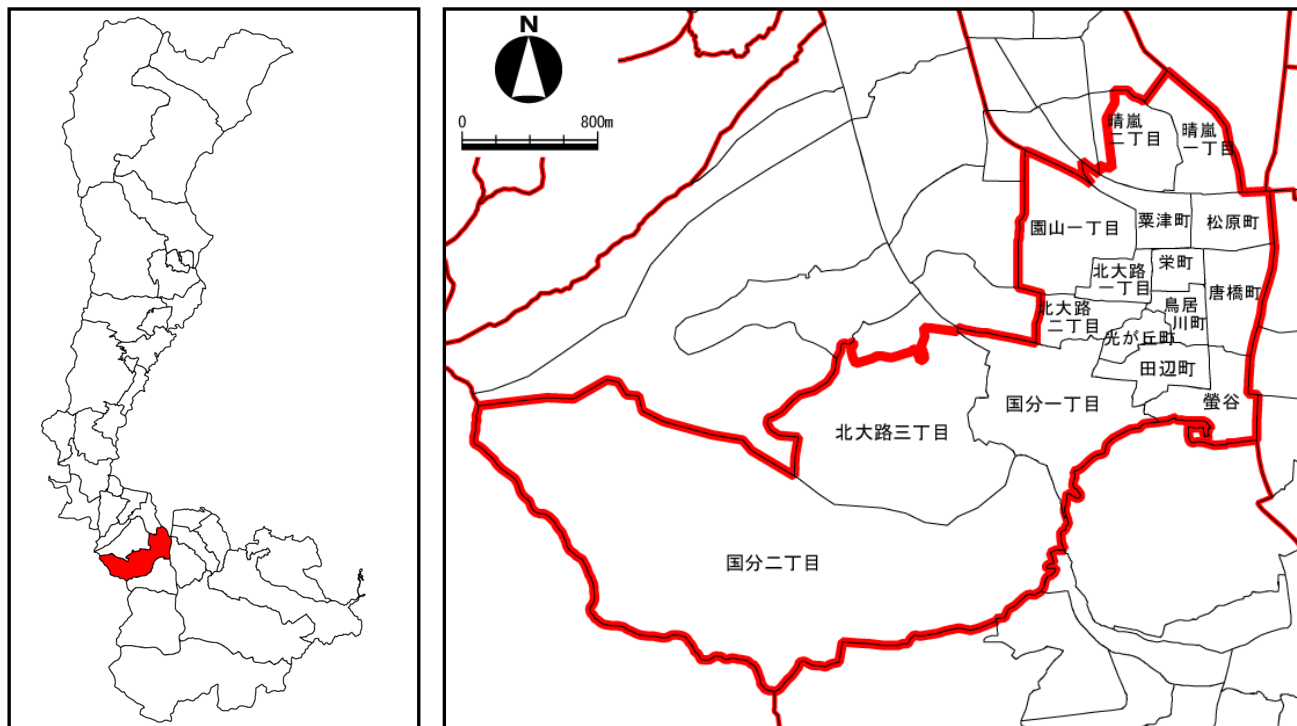 N
0
800m
晴嵐
二丁目
晴嵐
一丁目
園山一丁目
粟津町
松原町
北大路
一丁目
栄町
唐橋町
北大路
二丁目
鳥居
川町
光が丘町
田辺町
国分一丁目
螢谷
北大路三丁目
国分二丁目